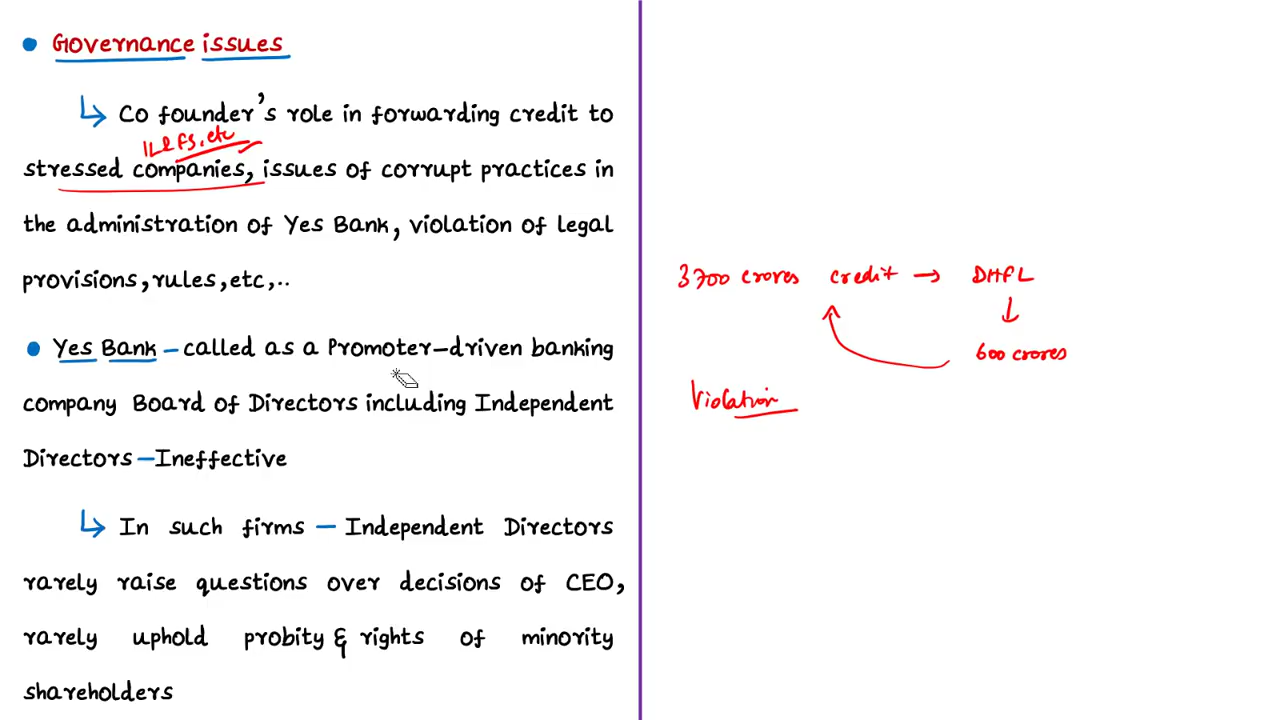 Governance issues
Co founder's role in forwarding credit to
IL&FS, etc
stressed companies, issues of corrupt practices in
the administration of Yes Bank, violation of legal
provisions, rules, etc,..
Yes Bank – called as a Promoter-driven banking
company Board of Directors including Independent
Directors – Ineffective
In such firms – Independent Directors
rarely raise questions over decisions of CEO,
rarely uphold probity & rights of minority
shareholders
3700 crores credit → DHFL
600 crores
Violation